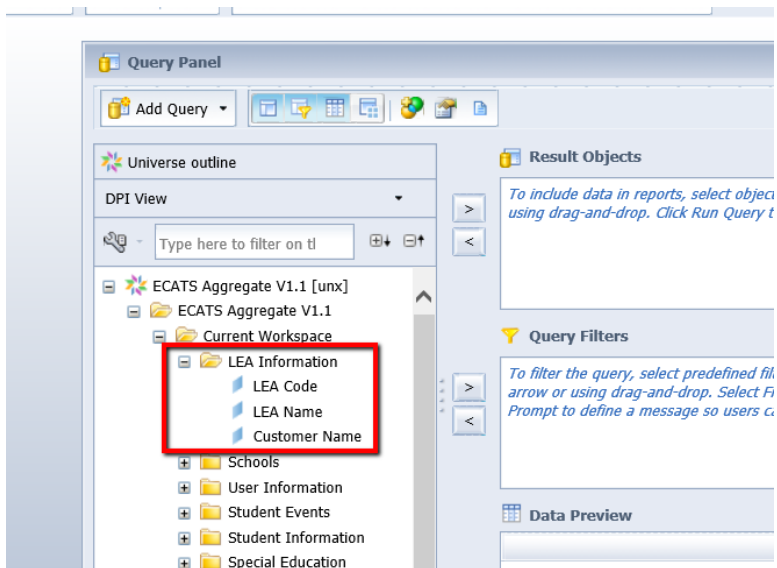 Query Panel
Add Query
Universe outline
DPI View
Type here to filter on tl
ECATS Aggregate V1.1 [unx]
ECATS Aggregate V1.1
Current Workspace
LEA Information
LEA Code
LEA Name
Customer Name
Schools
User Information
Student Events
Student Information
Special Education
>
<
Result Objects
To include data in reports, select object
using drag-and-drop. Click Run Query t
Query Filters
>
<
To filter the query, select predefined fil
arrow or using drag-and-drop. Select F
Prompt to define a message so users ca
Data Preview